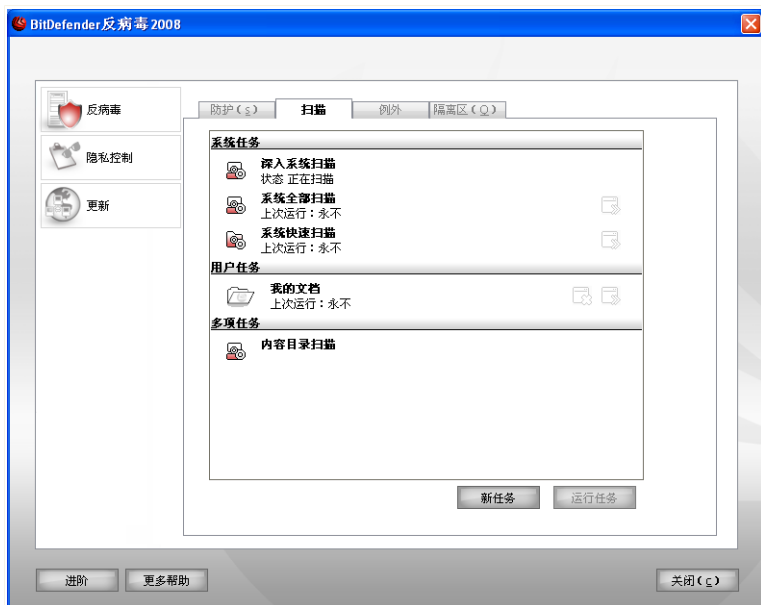 BitDefender反病毒2008
反病毒
隐私控制
更新
防护(s) 扫描 例外 隔离区(Q)
系统任务
深入系统扫描
状态 正在扫描
系统全部扫描
上次运行：永不
系统快速扫描
上次运行：永不
用户任务
我的文档
上次运行：永不
多项任务
内容目录扫描
新任务 运行任务
进阶 更多帮助 关闭(c)